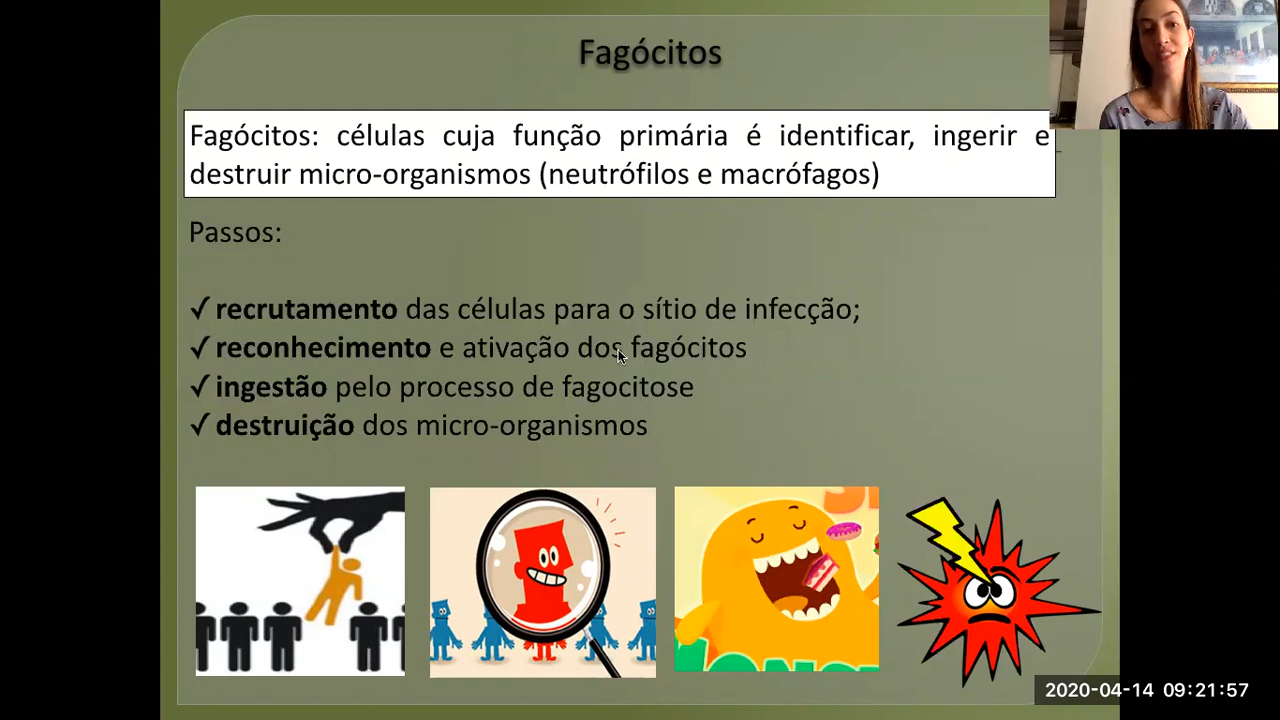 Fagócitos
Fagócitos: células cuja função primária é identificar, ingerir e
destruir micro-organismos (neutrófilos e macrófagos)
Passos:
✓recrutamento das células para o sítio de infecção;
✓reconhecimento e ativação dos fagócitos
✓ingestão pelo processo de fagocitose
✓destruição dos micro-organismos
2020-04-14 09:21:57